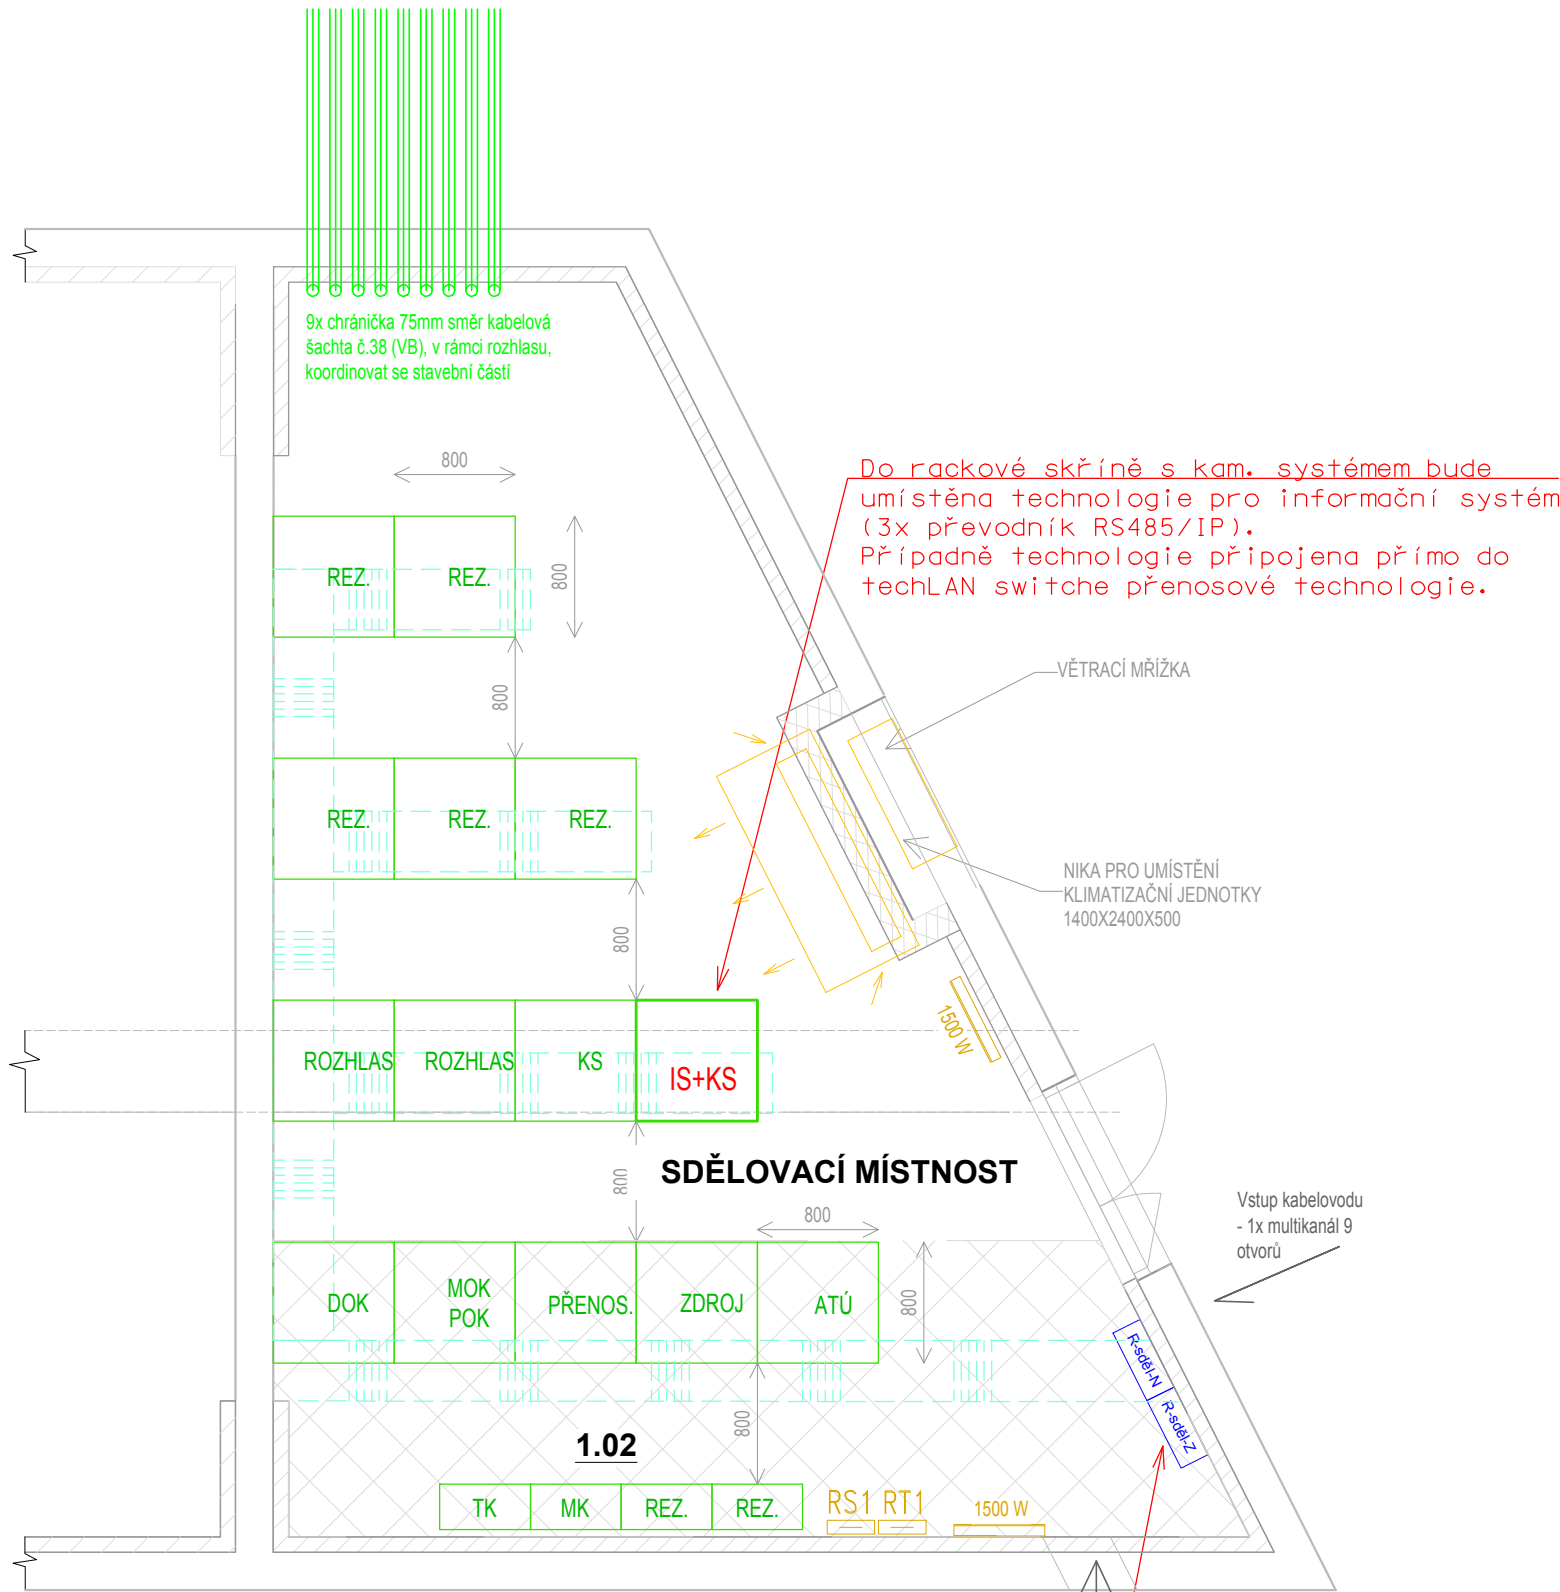 9x chránička 75mm směr kabelová
šachta č.38 (VB), v rámci rozhlasu,
koordinovat se stavební částí
800
Do rackové skříně s kam. systémem bude
umístěna technologie pro informační systém
(3x převodník RS485/IP).
Případně technologie připojena přímo do
techLAN switche přenosové technologie.
REZ.
REZ.
800
VĚTRACÍ MŘÍŽKA
800
REZ.
REZ.
REZ.
NIKA PRO UMÍSTĚNÍ
KLIMATIZAČNÍ JEDNOTKY
1400X2400X500
800
1500 W
ROZHLAS
ROZHLAS
KS
IS+KS
800
SDĚLOVACÍ MÍSTNOST
Vstup kabelovodu
- 1x multikanál 9
otvorů
800
DOK
MOK
POK
PŘENOS.
ZDROJ
ATÚ
800
R-sděl-N
R-sděl-Z
800
1.02
TK
MK
REZ.
REZ.
RS1
RT1
1500 W